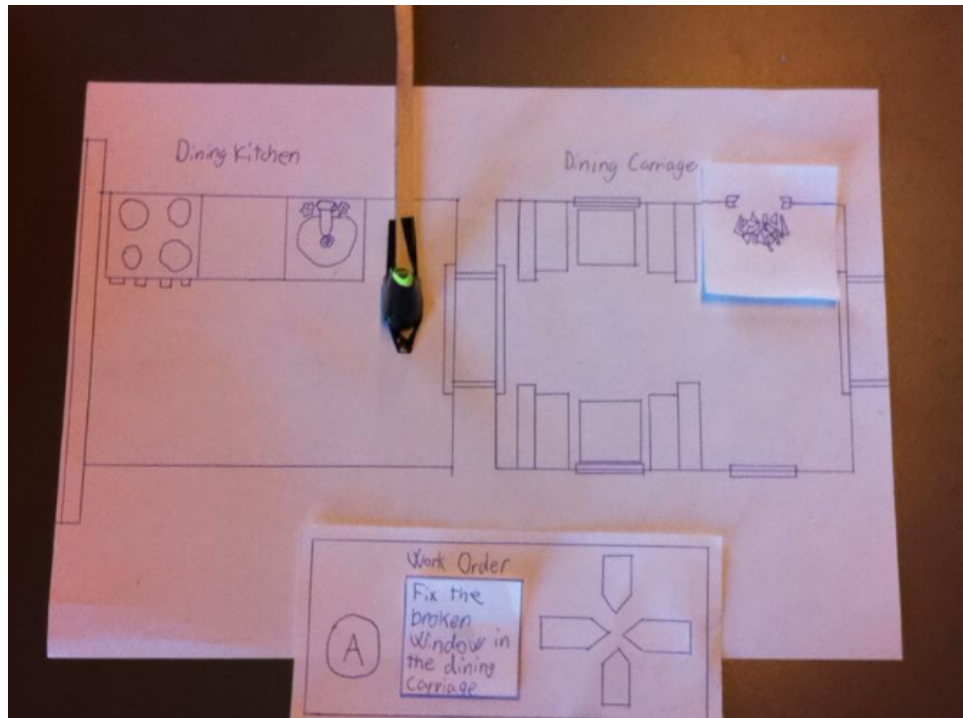 Dining Kitchen
Dining Carriage
Work Order
Fix the
broken
window in
the dining
carriage
A